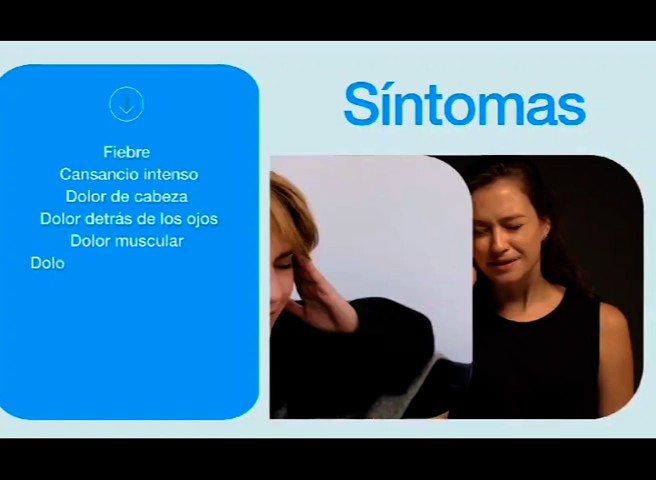 Síntomas
Fiebre
Cansancio intenso
Dolor de cabeza
Dolor detrás de los ojos
Dolor muscular
Dolo